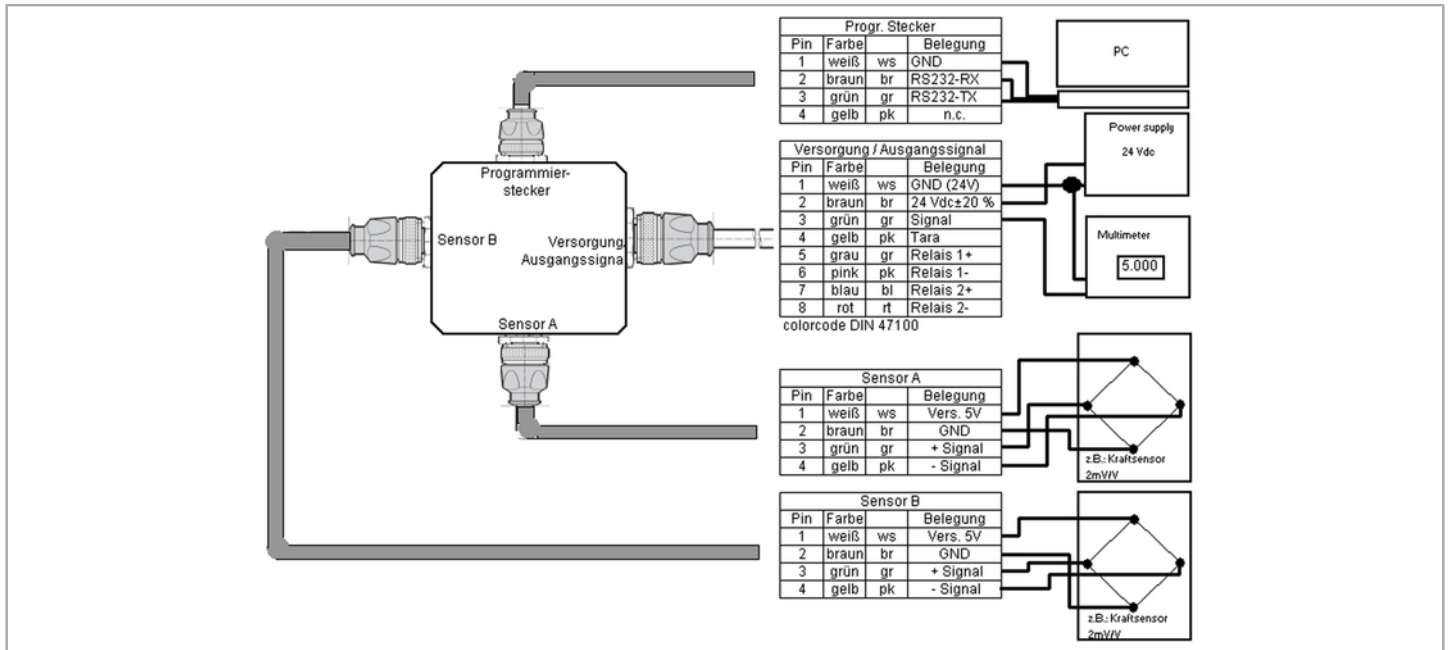 Programmier-
stecker
Sensor B
Versorgung
Ausgangssignal
Sensor A
Progr. Stecker
Pin Farbe Belegung
1 weiß ws GND
2 braun br RS232-RX
3 grün gr RS232-TX
4 gelb pk n.c.
PC
Versorgung / Ausgangssignal
Pin Farbe Belegung
1 weiß ws GND (24V)
2 braun br 24 Vdc±20 %
3 grün gr Signal
4 gelb pk Tara
5 grau gr Relais 1+
6 pink pk Relais 1-
7 blau bl Relais 2+
8 rot rt Relais 2-
colorcode DIN 47100
Power supply
24 Vdc
Multimeter
5.000
Sensor A
Pin Farbe Belegung
1 weiß ws Vers. 5V
2 braun br GND
3 grün gr + Signal
4 gelb pk - Signal
z.B.: Kraftsensor
2mV/V
Sensor B
Pin Farbe Belegung
1 weiß ws Vers. 5V
2 braun br GND
3 grün gr + Signal
4 gelb pk - Signal
z.B.: Kraftsensor
2mV/V